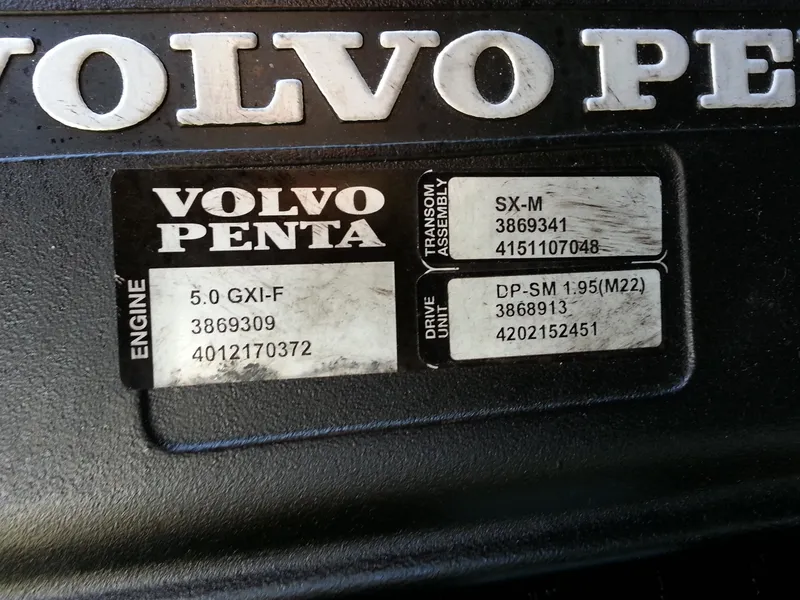 VOLVO PE
VOLVO
PENTA
ENGINE
5.0 GXI-F
3869309
4012170372
TRANSOM
ASSEMBLY
SX-M
3869341
4151107048
DRIVE
UNIT
DP-SM 1.95(M22)
3868913
4202152451